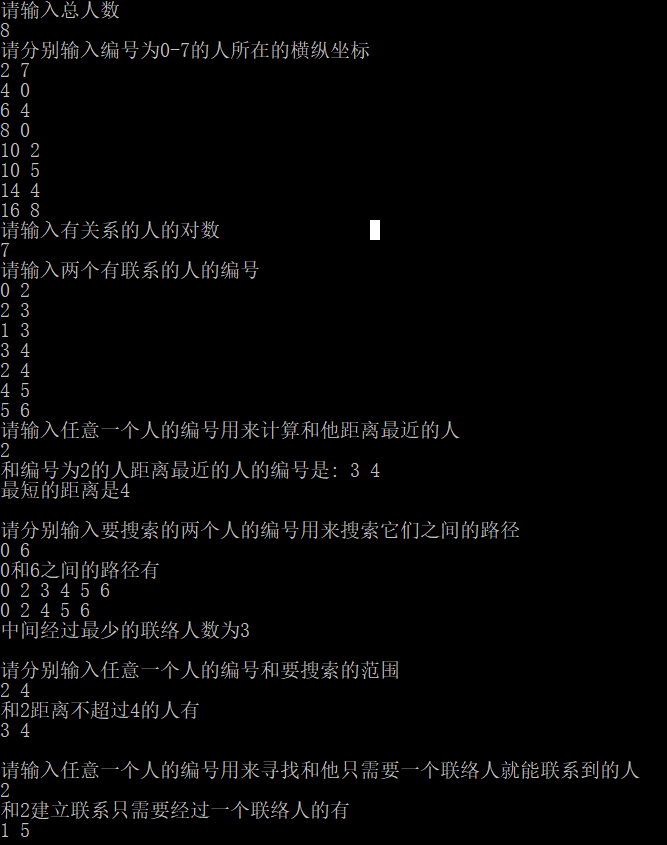 请输入总人数
8
请分别输入编号为0-7的人所在的横纵坐标
2 7
4 0
6 4
8 0
10 2
10 5
14 4
16 8
请输入有关系的人的对数
7
请输入两个有联系的人的编号
0 2
2 3
1 3
3 4
2 4
4 5
5 6
请输入任意一个人的编号用来计算和他距离最近的人
2
和编号为2的人距离最近的人的编号是: 3 4
最短的距离是4
请分别输入要搜索的两个人的编号用来搜索它们之间的路径
0 6
0和6之间的路径有
0 2 3 4 5 6
0 2 4 5 6
中间经过最少的联络人数为3
请分别输入任意一个人的编号和要搜索的范围
2 4
和2距离不超过4的人有
3 4
请输入任意一个人的编号用来寻找和他只需要一个联络人就能联系到的人
2
和2建立联系只需要经过一个联络人的有
1 5